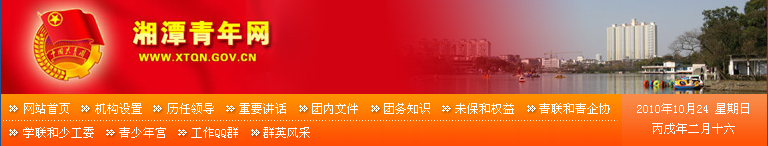 湘潭青年网
WWW.XTQN.GOV.CN
网站首页 机构设置 历任领导 重要讲话 团内文件 团务知识 未保和权益 青联和青企协
学联和少工委 青少年宫 工作QQ群 群英风采
2010年10月24 星期日
丙戌年二月十六